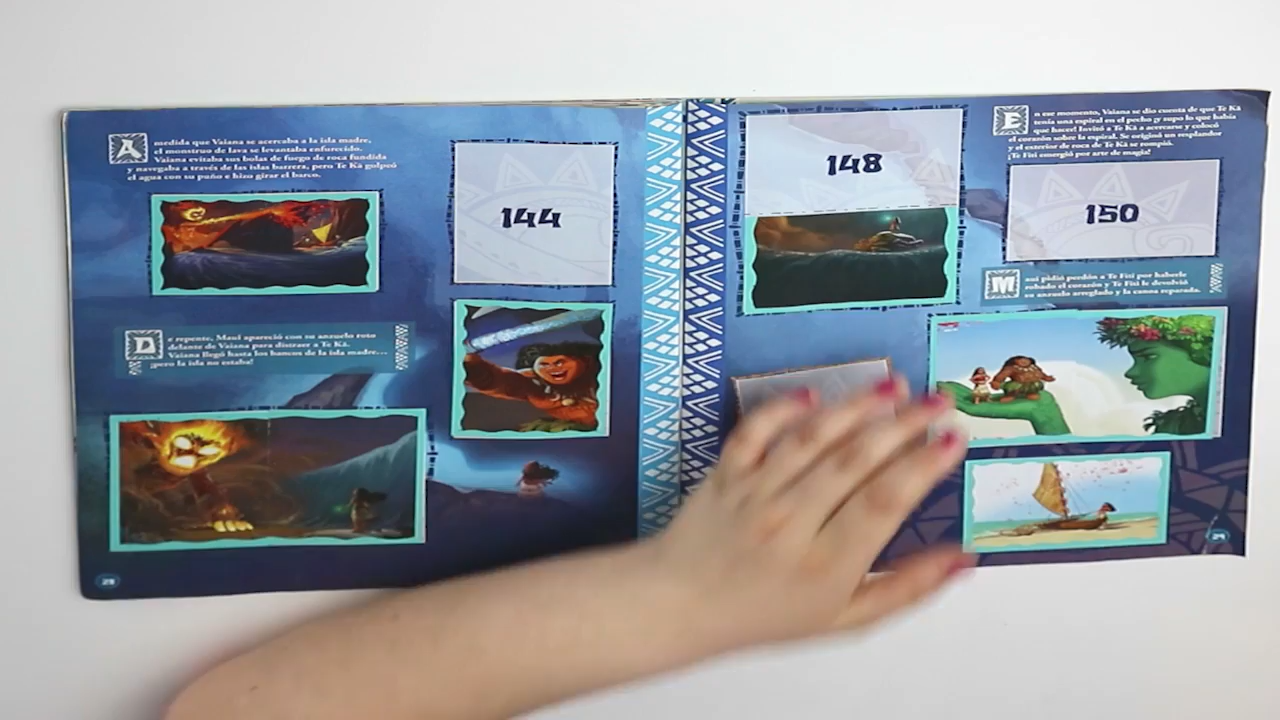 A medida que Vaiana se acercaba a la isla madre,
el monstruo de lava se levantaba enfurecido.
Vaiana evitaba sus bolas de fuego de roca fundida
y navegaba a través de las islas barrera, pero Te Kā golpeó
el agua con su puño e hizo girar el barco.
144
De repente, Maui apareció con su anzuelo roto
delante de Vaiana para distraer a Te Kā.
Vaiana llegó hasta los bancos de la isla madre...
¡pero la isla no estaba!
148
En ese momento, Vaiana se dio cuenta de que Te Kā
tenía una espiral en el pecho ¡y supo lo que había
que hacer! Invitó a Te Kā a acercarse y colocó
el corazón sobre la espiral. Se originó un resplandor
y el exterior de roca de Te Kā se rompió.
¡Te Fiti emergió por arte de magia!
150
Maui pidió perdón a Te Fiti por haberle
robado el corazón y Te Fiti le devolvió
su anzuelo arreglado y la canoa reparada.
29